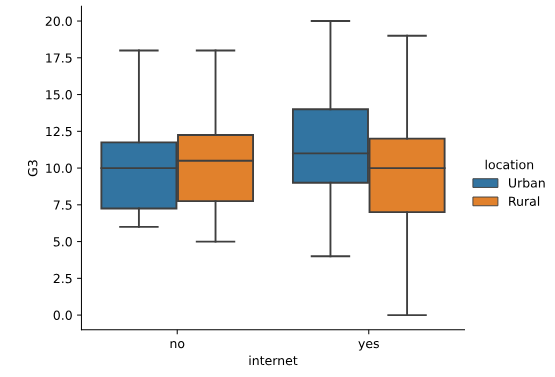 20.0
17.5
15.0
12.5
10.0
7.5
5.0
2.5
0.0
G3
no yes
internet
location
Urban
Rural